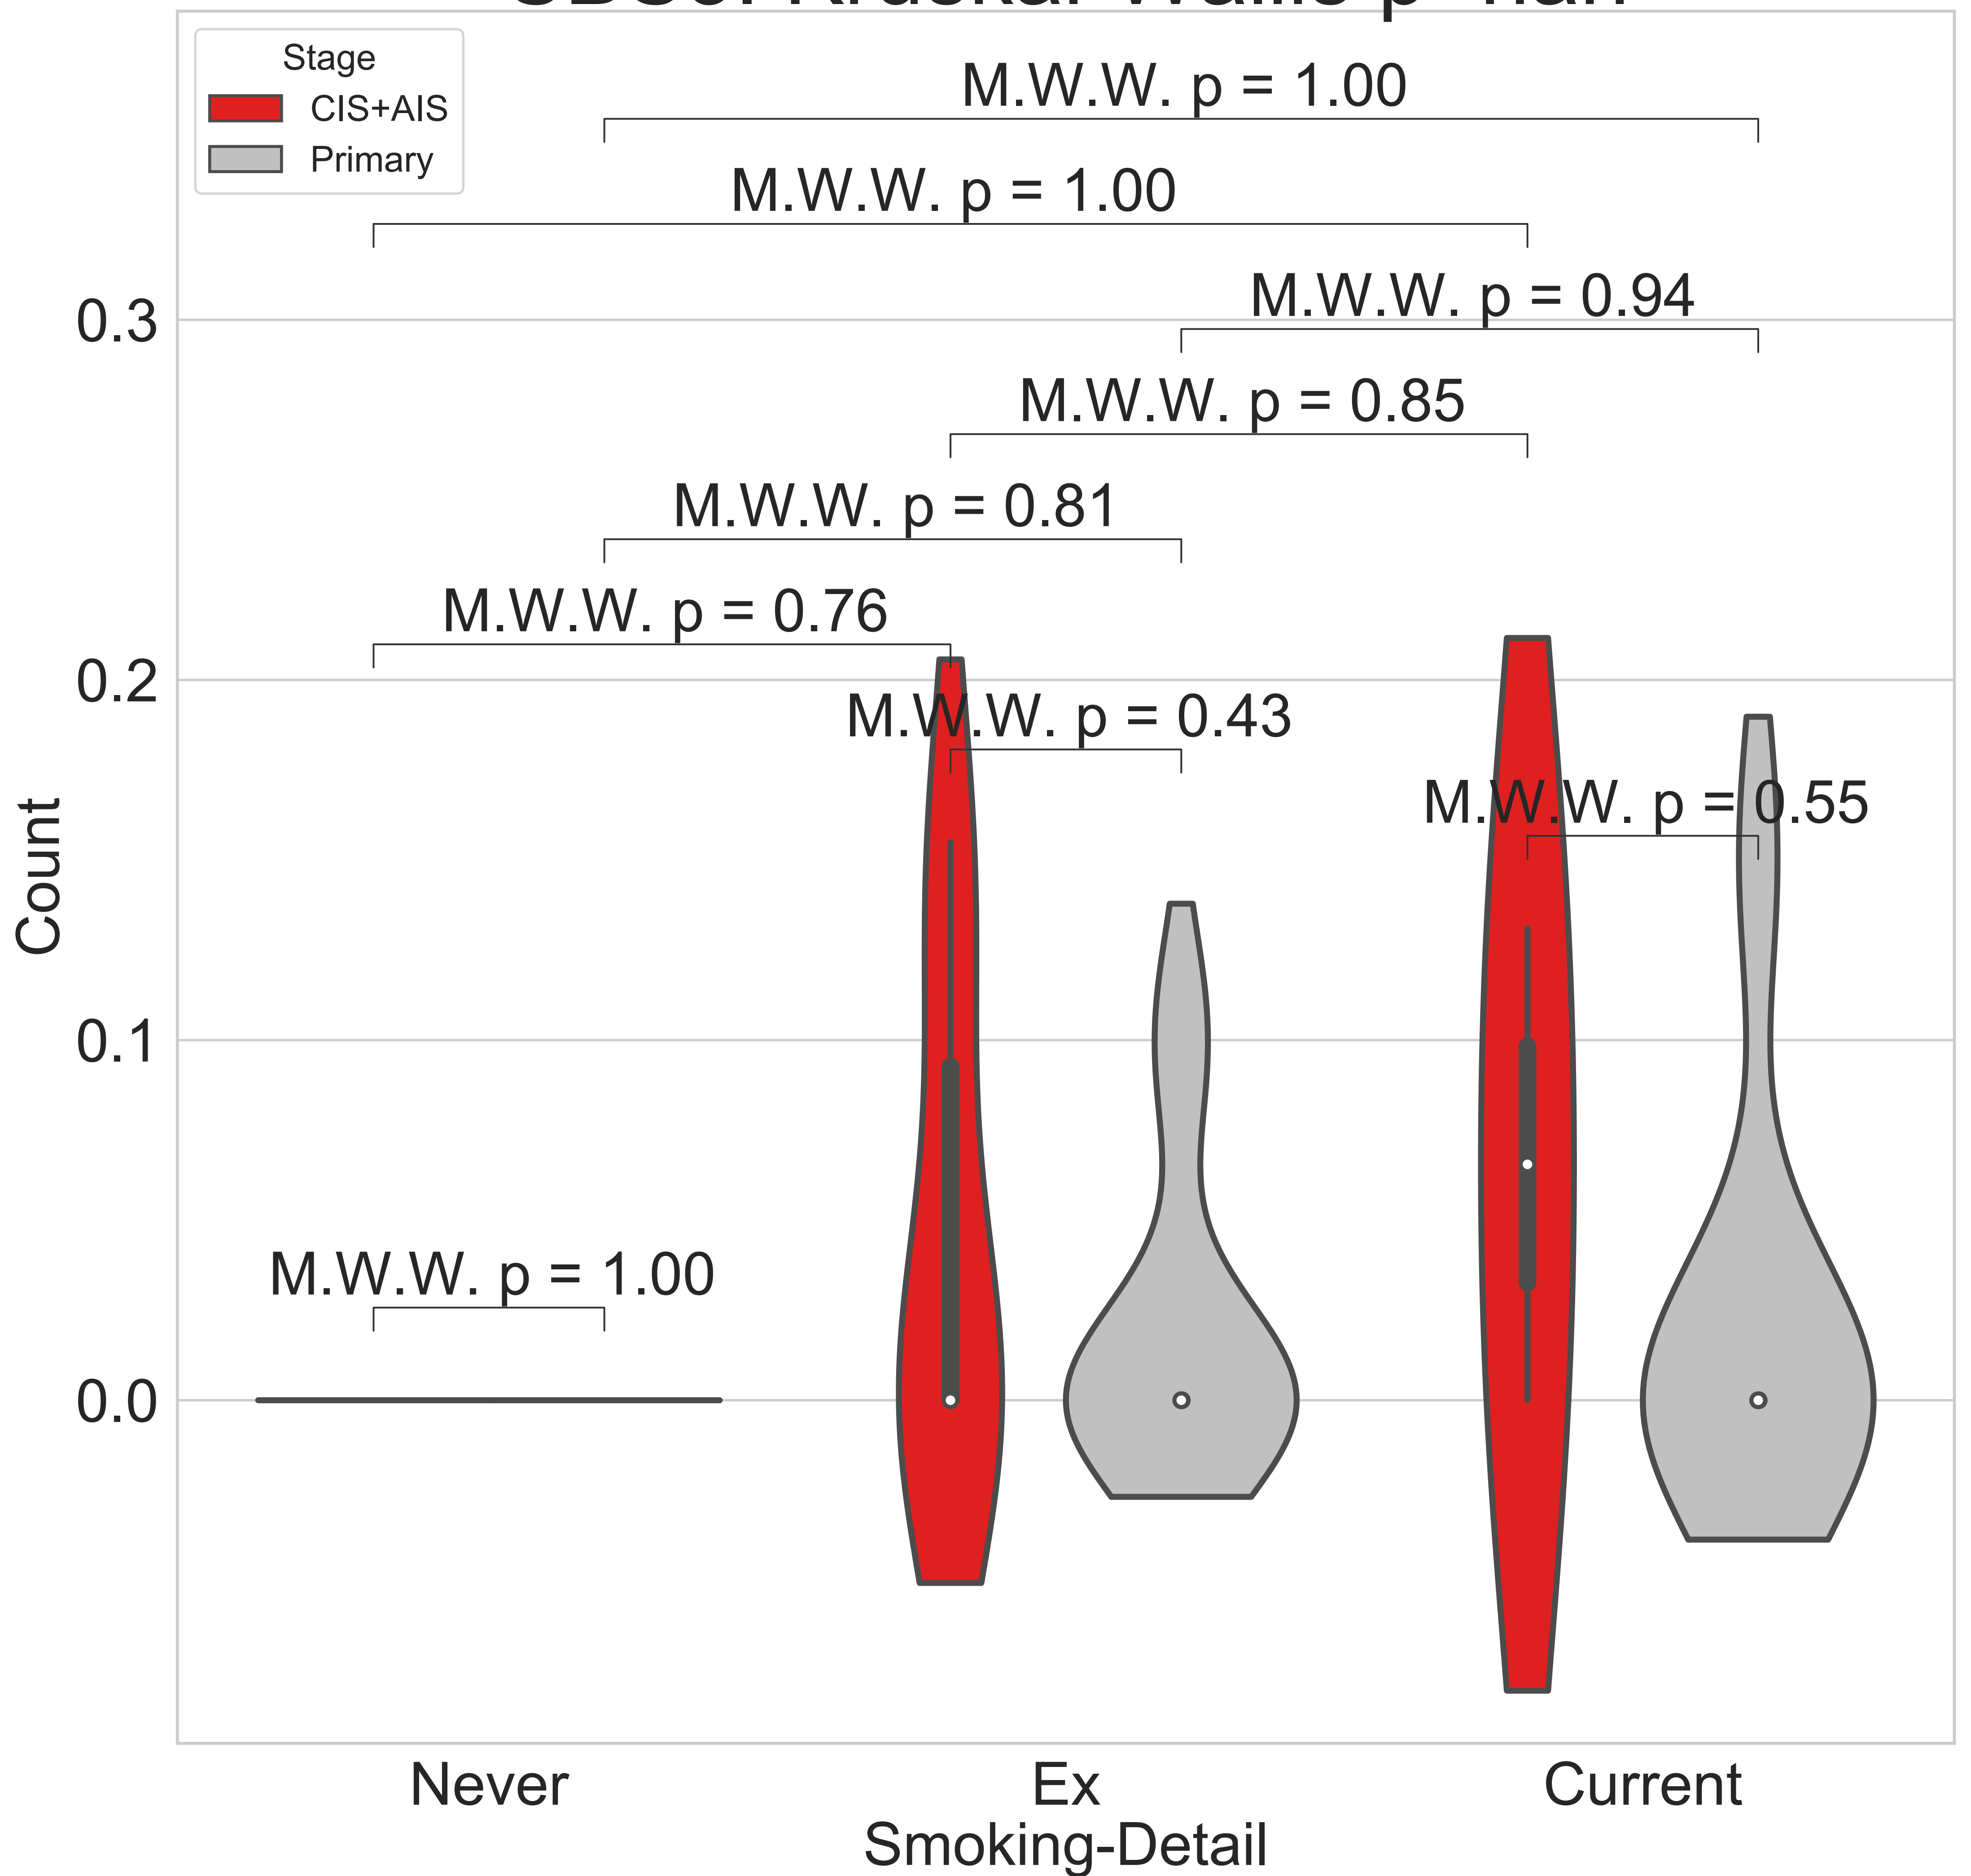 Stage
CIS+AIS
Primary
M.W.W. p = 1.00
M.W.W. p = 1.00
M.W.W. p = 0.94
M.W.W. p = 0.85
M.W.W. p = 0.81
M.W.W. p = 0.76
M.W.W. p = 0.43
M.W.W. p = 0.55
M.W.W. p = 1.00
0.3
0.2
0.1
0.0
Count
Never
Ex
Current
Smoking-Detail